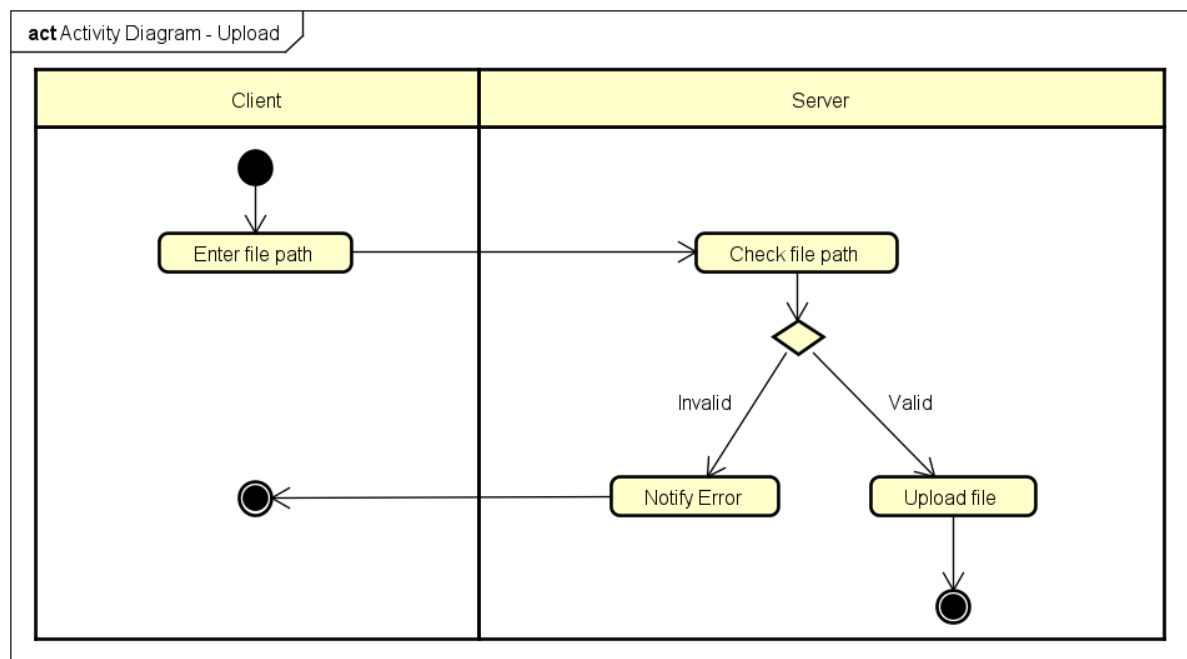 act Activity Diagram - Upload
Client
Server
Enter file path
Check file path
Invalid
Valid
Notify Error
Upload file